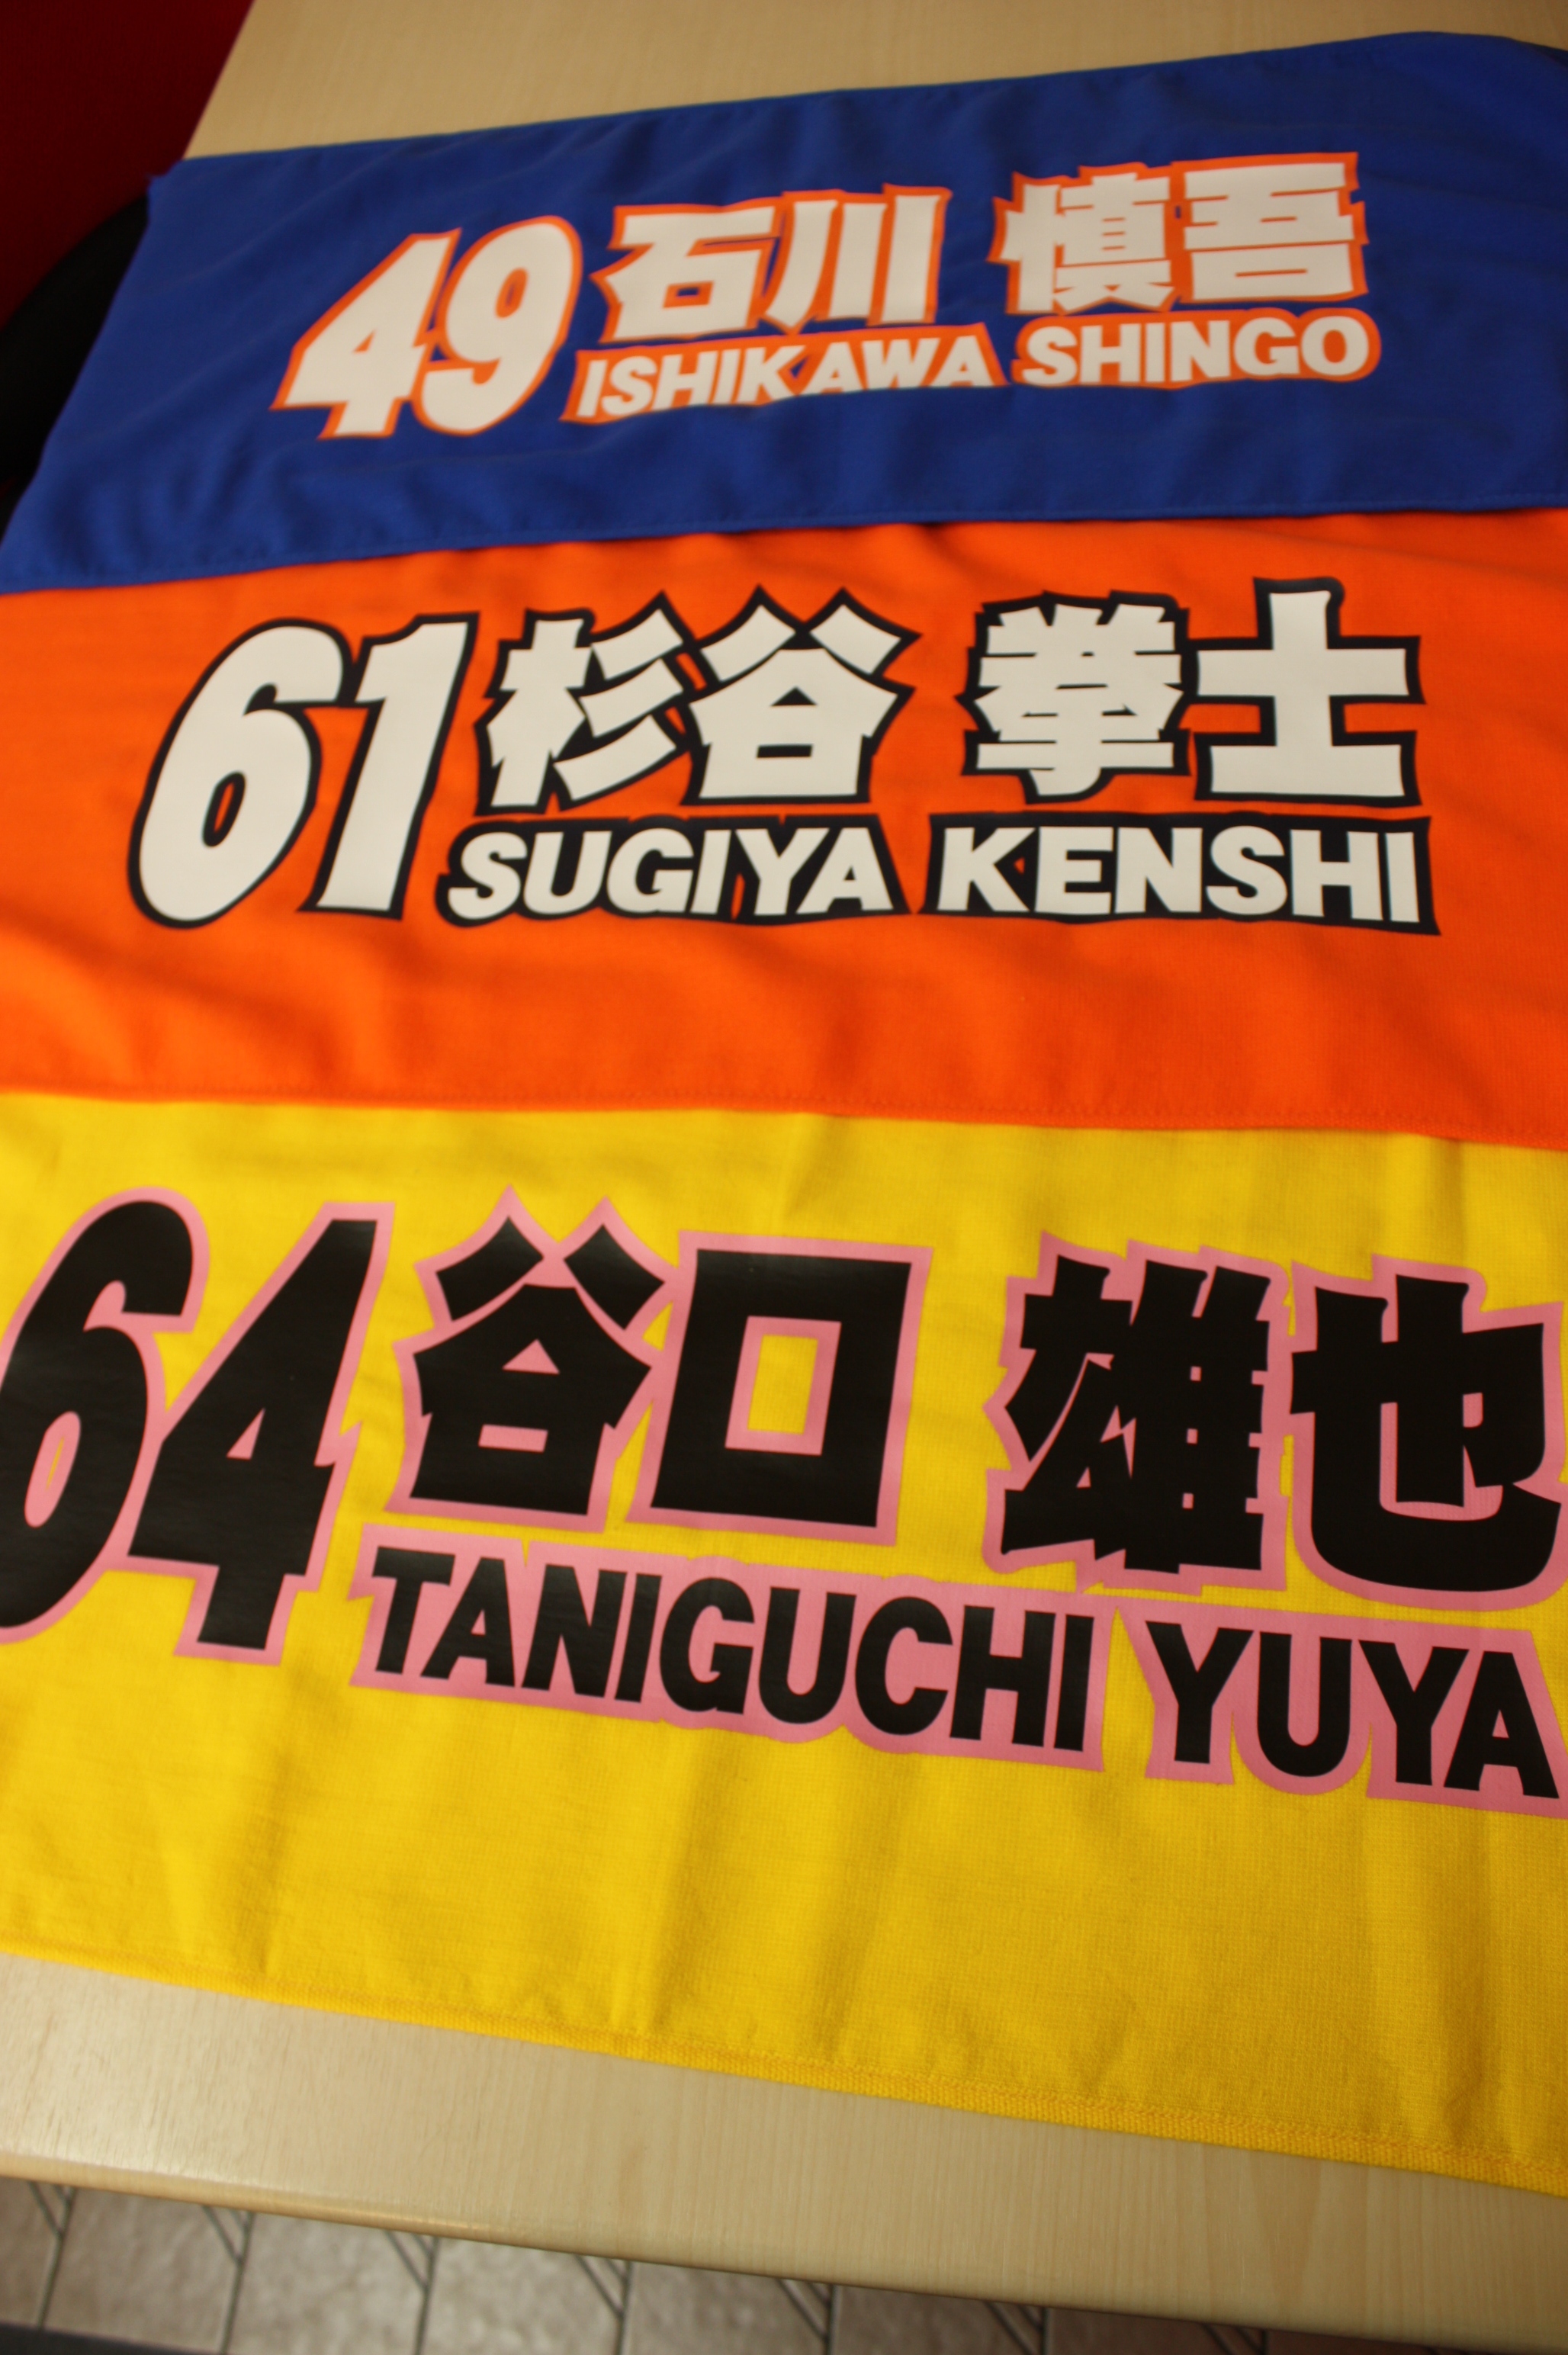 49 石川 慎吾
ISHIKAWA SHINGO
61 杉谷 拳士
SUGIYA KENSHI
64 谷口 雄也
TANIGUCHI YUYA